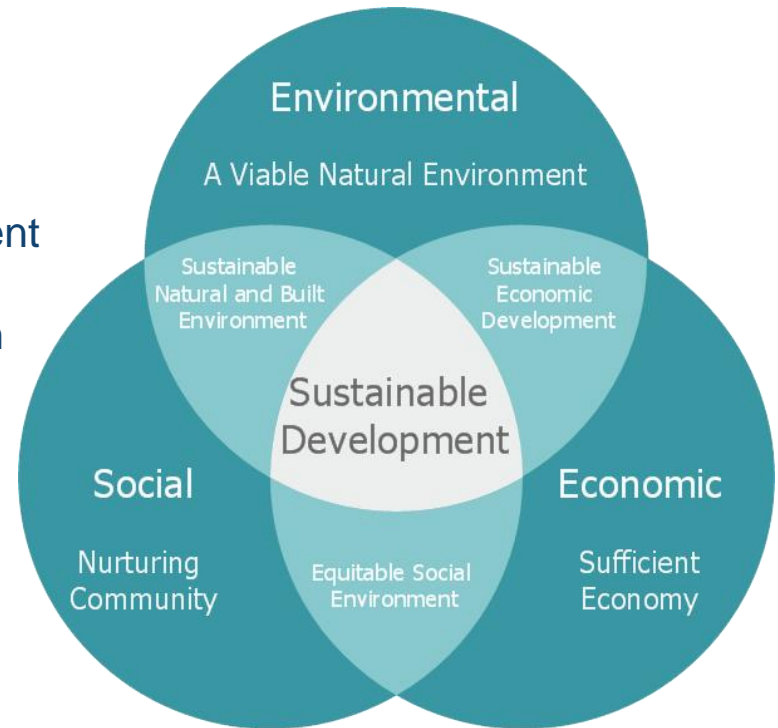 Environmental
A Viable Natural Environment
ent
Sustainable
Natural and Built
Environment
Sustainable
Economic
Development
Sustainable
Development
Social
Nurturing
Community
Equitable Social
Environment
Economic
Sufficient
Economy